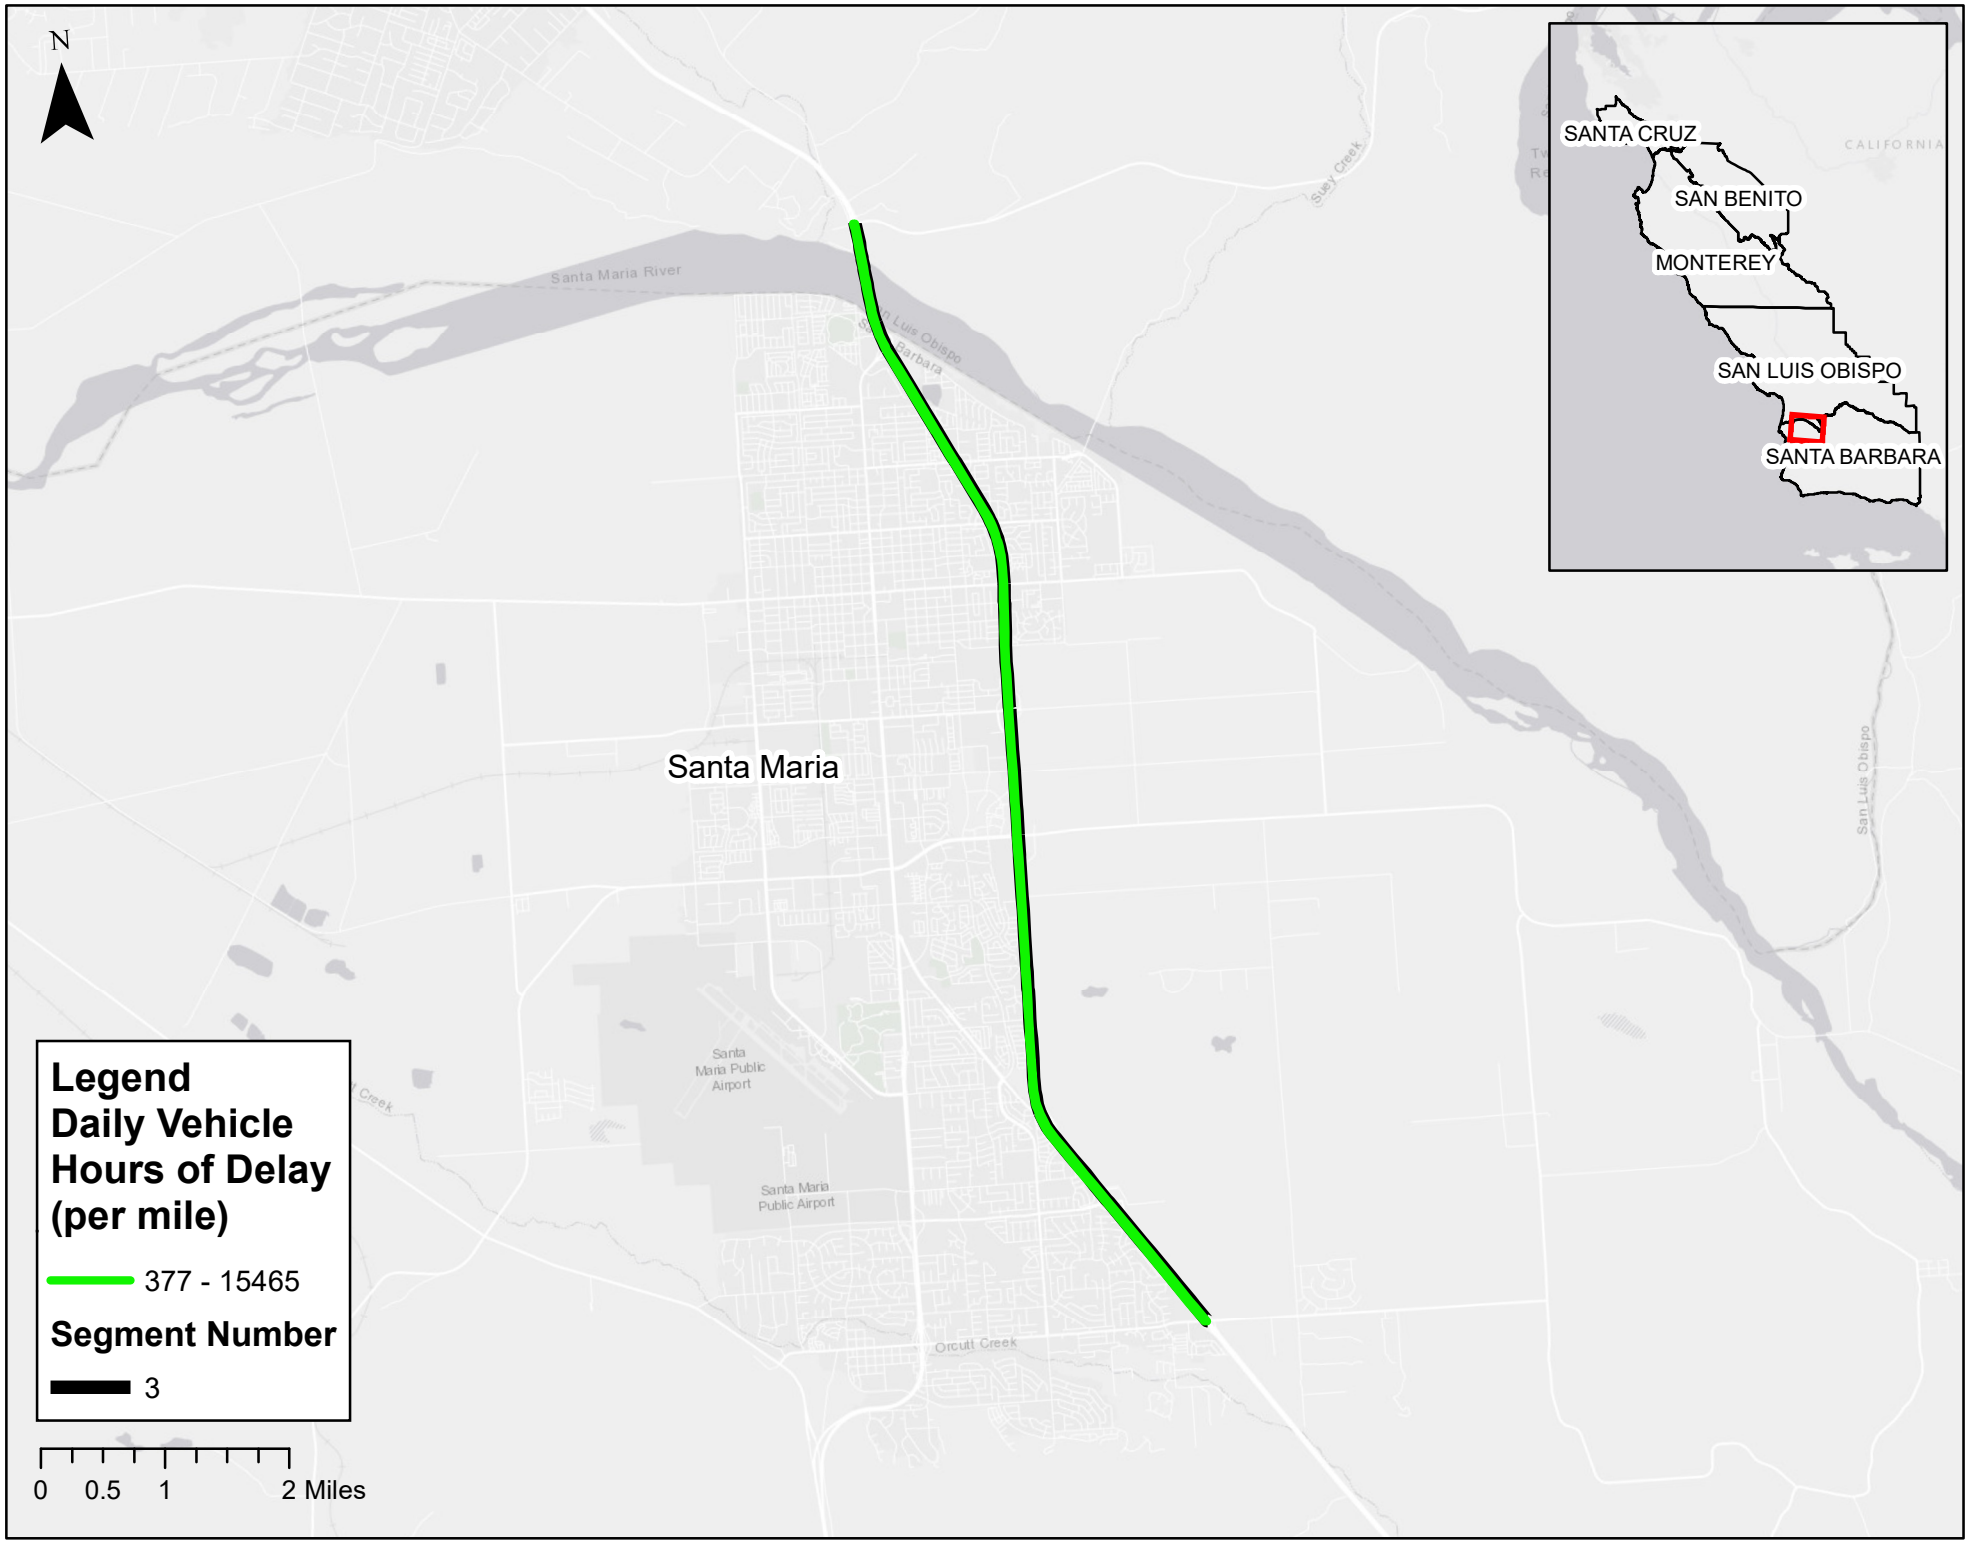 N
Suey Creek
Santa Maria River
San Luis Obispo
Barbara
Santa Maria
Santa
Maria Public
Airport
Santa Maria
Public Airport
Orcutt Creek
San Luis Obispo
Creek
CALIFORNIA
SANTA CRUZ
SAN BENITO
MONTEREY
SAN LUIS OBISPO
SANTA BARBARA
Legend
Daily Vehicle
Hours of Delay
(per mile)
377 - 15465
Segment Number
3
0 0.5 1 2 Miles